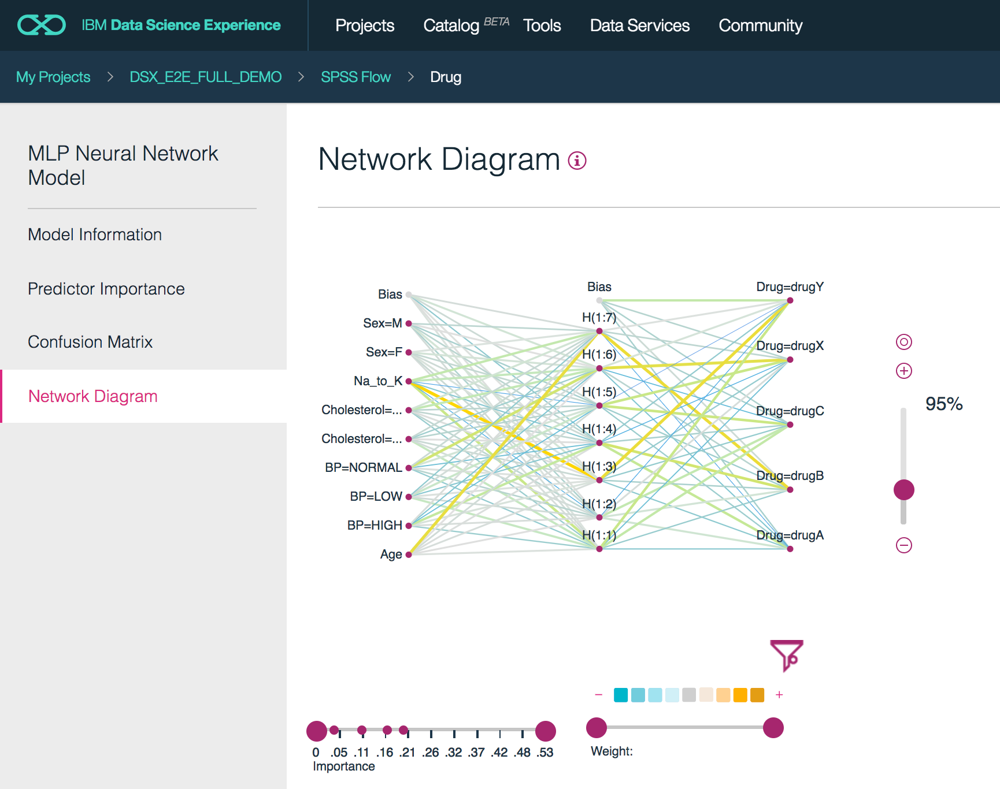 IBM Data Science Experience
Projects
Catalog BETA
Tools
Data Services
Community
My Projects > DSX_E2E_FULL_DEMO > SPSS Flow > Drug
MLP Neural Network
Model
Model Information
Predictor Importance
Confusion Matrix
Network Diagram
Network Diagram
Bias
Sex=M
Sex=F
Na_to_K
Cholesterol=...
Cholesterol=...
BP=NORMAL
BP=LOW
BP=HIGH
Age
Bias
H(1:7)
H(1:6)
H(1:5)
H(1:4)
H(1:3)
H(1:2)
H(1:1)
Drug=drugY
Drug=drugX
Drug=drugC
Drug=drugB
Drug=drugA
95%
0 .05 .11 .16 .21 .26 .32 .37 .42 .48 .53
Importance
− +
Weight: